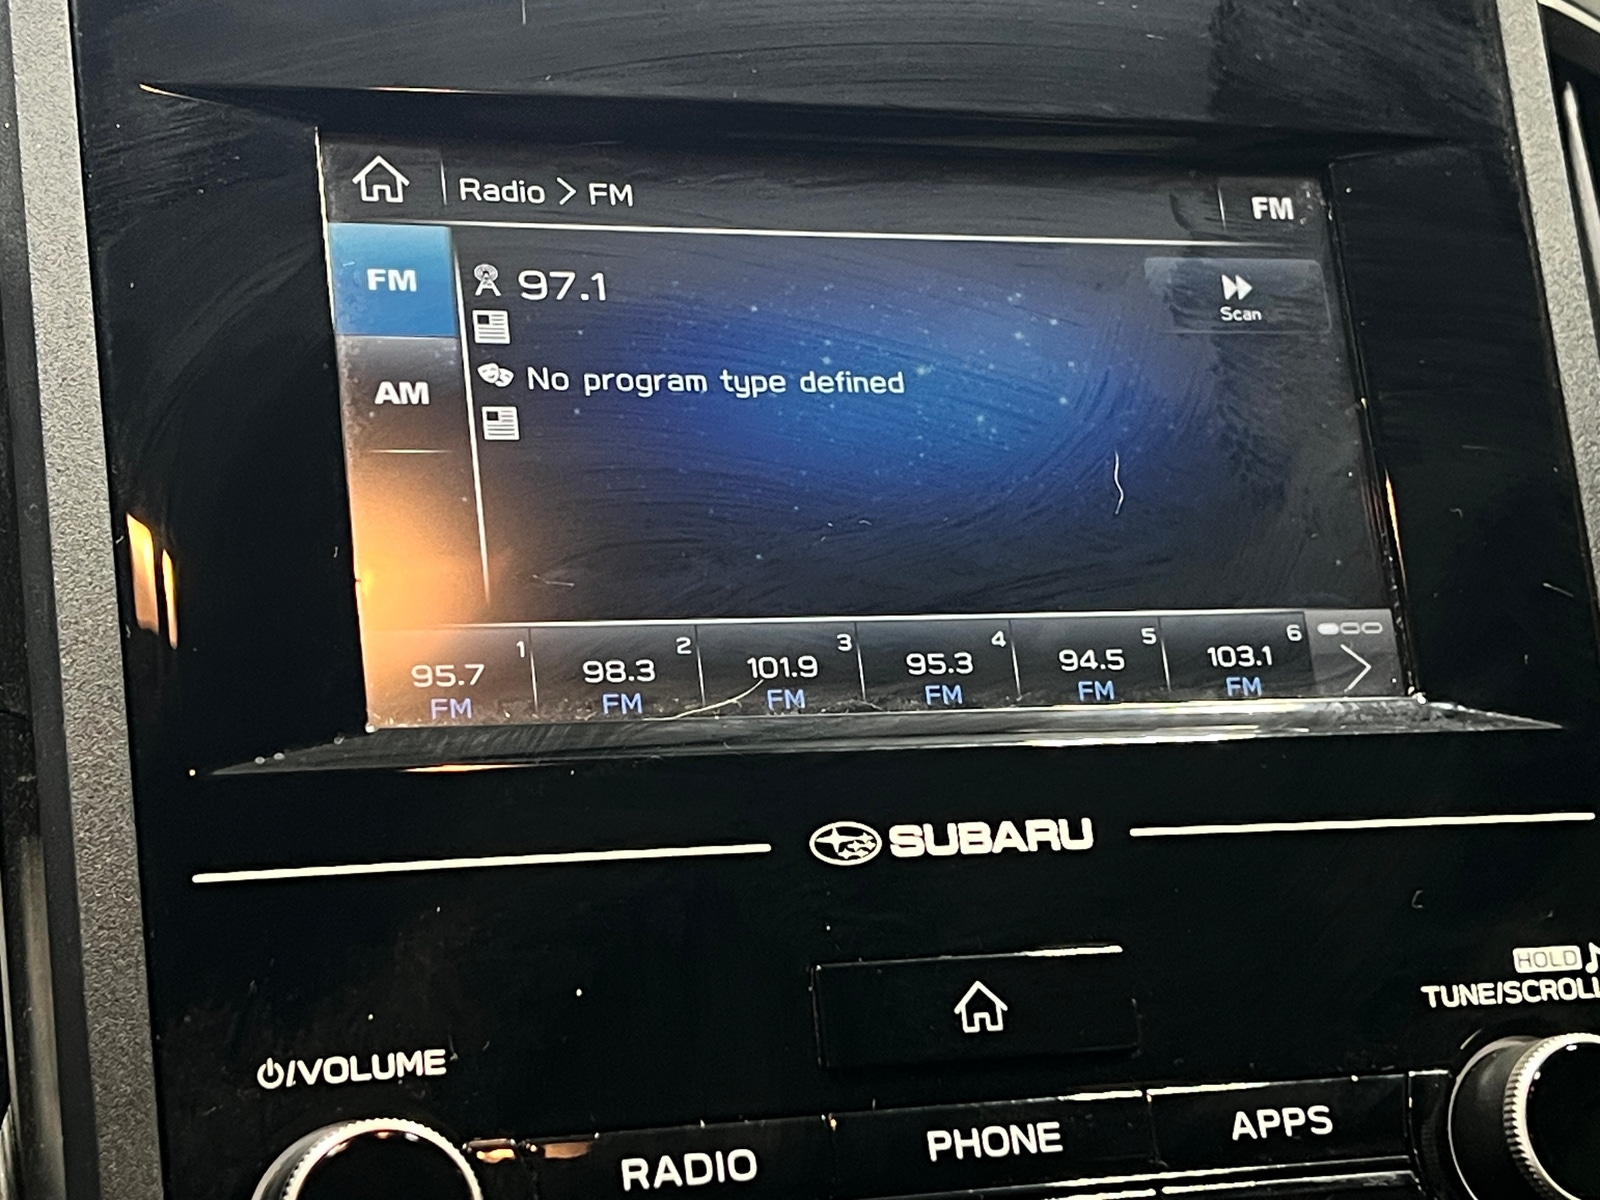 Radio > FM
FM
FM
97.1
Scan
No program type defined
AM
1 2 3 4 5 6
95.7 98.3 101.9 95.3 94.5 103.1
FM FM FM FM FM FM
SUBARU
HOLD
TUNE/SCROLL
/VOLUME
RADIO PHONE APPS